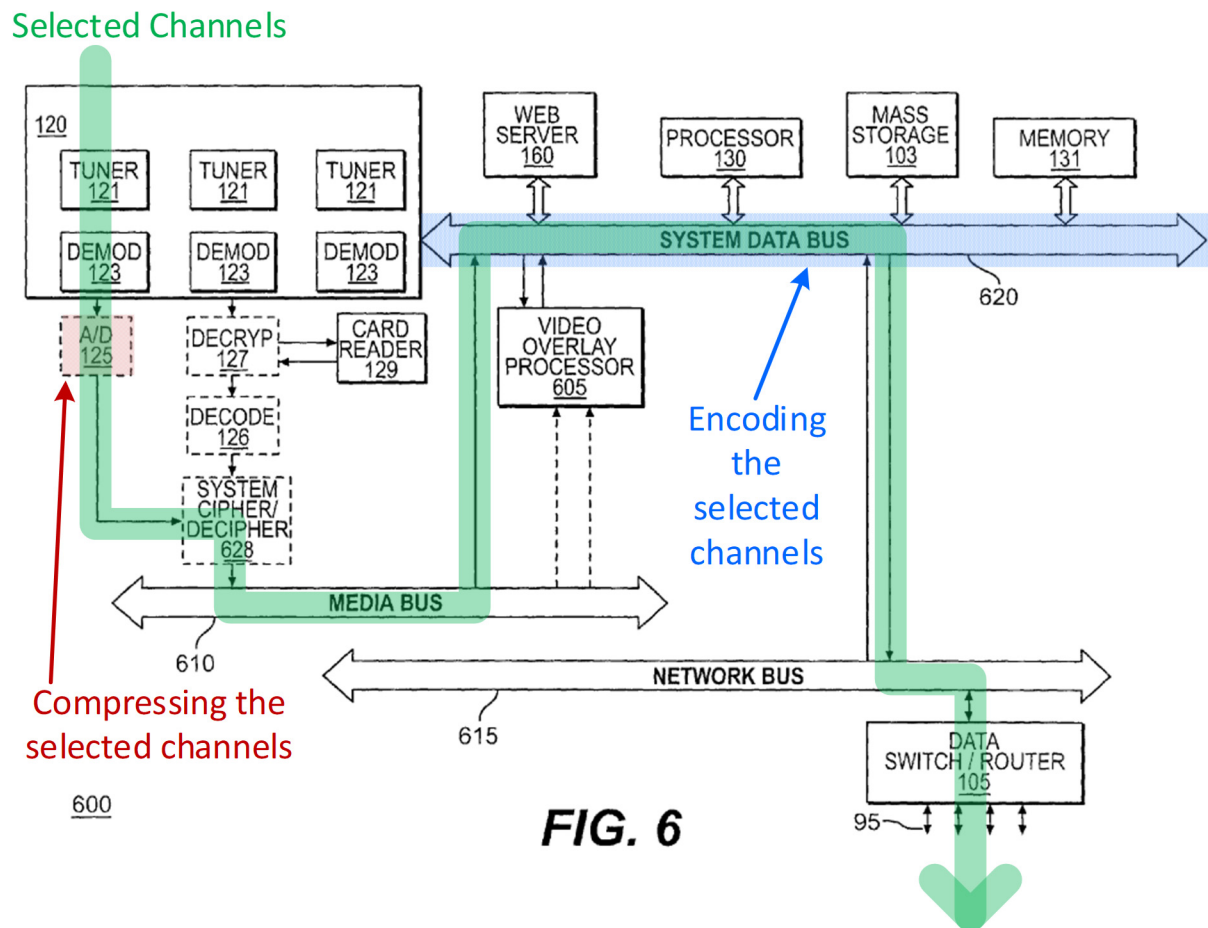 Selected Channels
120
TUNER
121
TUNER
121
TUNER
121
DEMOD
123
DEMOD
123
DEMOD
123
WEB
SERVER
160
PROCESSOR
130
MASS
STORAGE
103
MEMORY
131
SYSTEM DATA BUS
620
A/D
125
DECRYP
127
CARD
READER
129
VIDEO
OVERLAY
PROCESSOR
605
DECODE
126
SYSTEM
CIPHER/
DECIPHER
628
Encoding
the
selected
channels
MEDIA BUS
610
NETWORK BUS
615
Compressing the
selected channels
DATA
SWITCH / ROUTER
105
95
600
FIG. 6